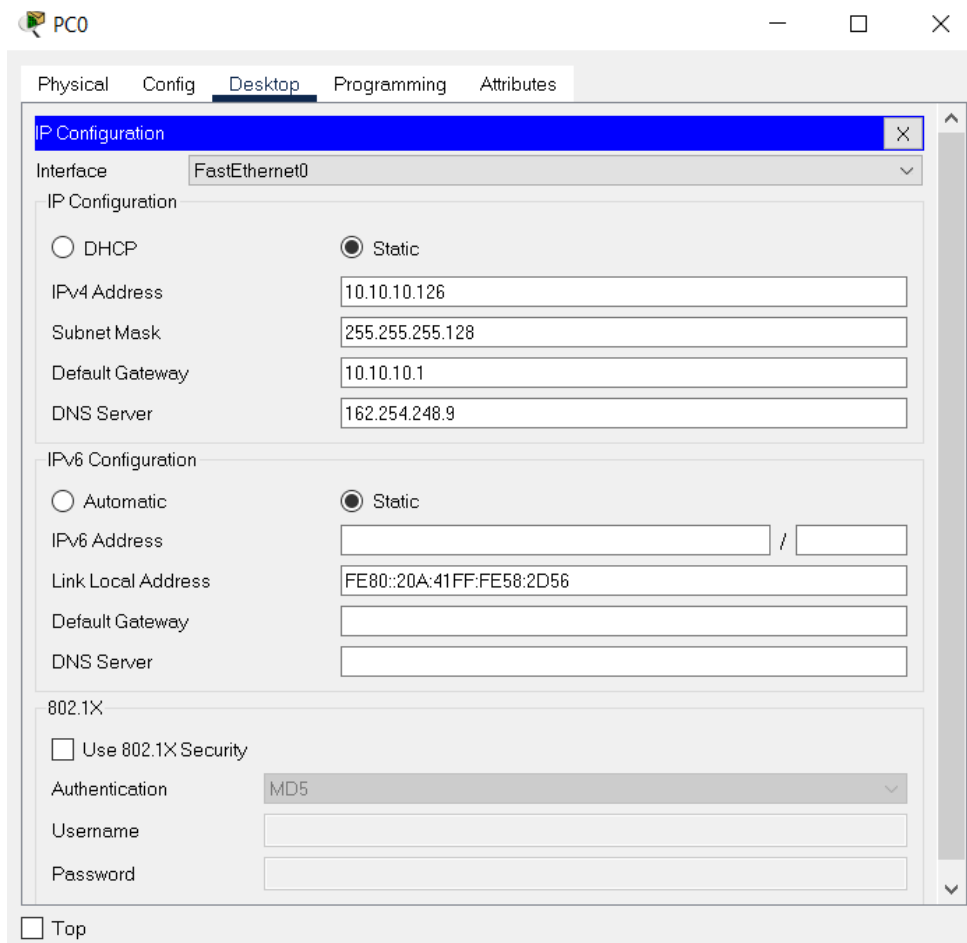 PC0
Physical Config Desktop Programming Attributes
IP Configuration X
Interface FastEthernet0
IP Configuration
DHCP Static
IPv4 Address 10.10.10.126
Subnet Mask 255.255.255.128
Default Gateway 10.10.10.1
DNS Server 162.254.248.9
IPv6 Configuration
Automatic Static
IPv6 Address /
Link Local Address FE80::20A:41FF:FE58:2D56
Default Gateway
DNS Server
802.1X
Use 802.1X Security
Authentication MD5
Username
Password
Top